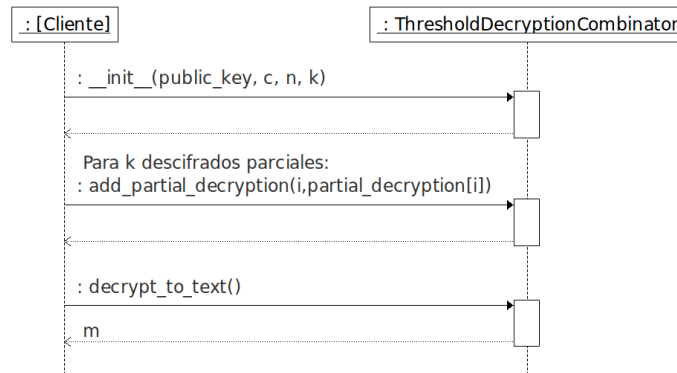 : [Cliente]
: ThresholdDecryptionCombinator
: __init__(public_key, c, n, k)
Para k descifrados parciales:
: add_partial_decryption(i,partial_decryption[i])
: decrypt_to_text()
m